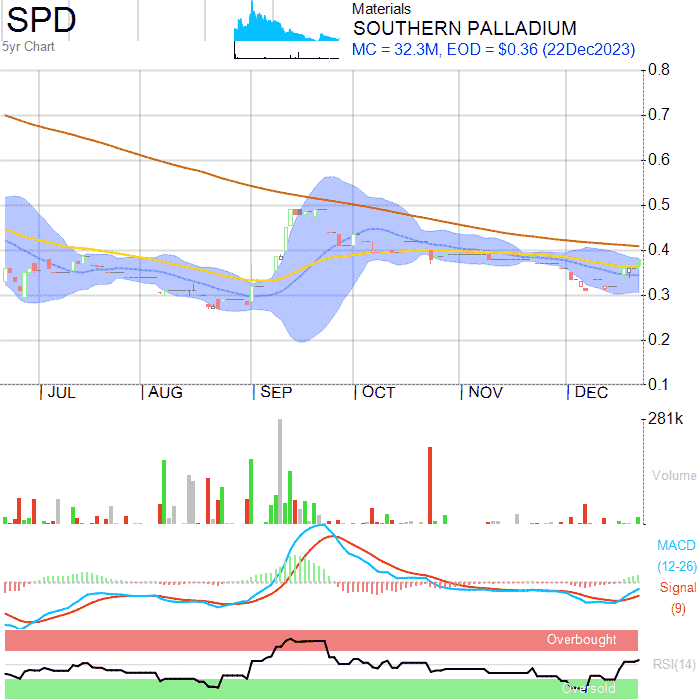 SPD
5yr Chart
Materials
SOUTHERN PALLADIUM
MC = 32.3M, EOD = $0.36 (22Dec2023)
0.8
0.7
0.6
0.5
0.4
0.3
0.2
0.1
JUL AUG SEP OCT NOV DEC
281k
Volume
MACD
(12-26)
Signal
(9)
Overbought
RSI(14)
Oversold